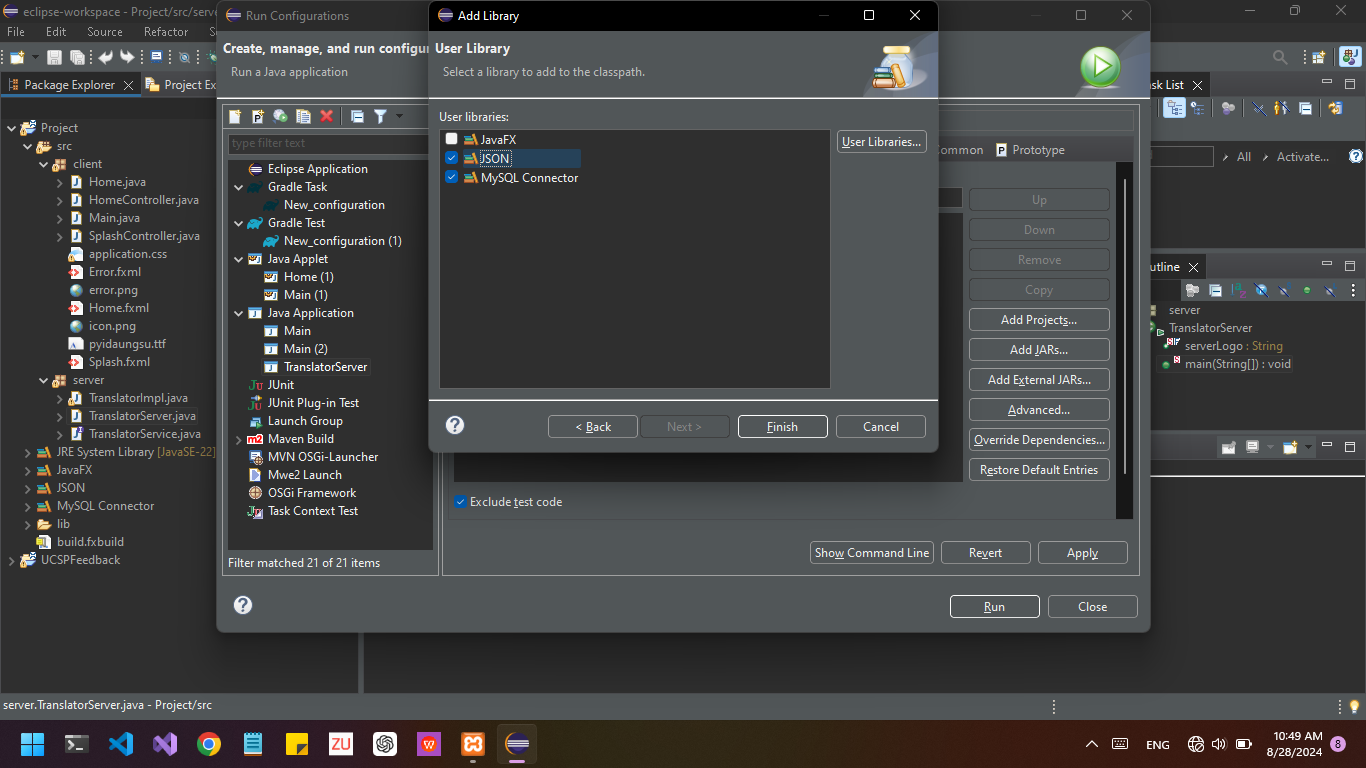 eclipse-workspace - Project/src/serve
File Edit Source Refactor
Package Explorer
Project Ex
Project
src
client
Home.java
HomeController.java
Main.java
SplashController.java
application.css
Error.fxml
error.png
Home.fxml
icon.png
pyidaungsu.ttf
Splash.fxml
server
TranslatorImpl.java
TranslatorServer.java
TranslatorService.java
JRE System Library [JavaSE-22]
JavaFX
JSON
MySQL Connector
lib
build.fxbuild
UCSPFeedback
Run Configurations
Create, manage, and run configur
Run a Java application
type filter text
Eclipse Application
Gradle Task
New_configuration
Gradle Test
New_configuration (1)
Java Applet
Home (1)
Main (1)
Java Application
Main
Main (2)
TranslatorServer
JUnit
JUnit Plug-in Test
Launch Group
m2 Maven Build
MVN OSGi-Launcher
Mwe2 Launch
OSGi Framework
Task Context Test
Filter matched 21 of 21 items
Add Library
User Library
Select a library to add to the classpath.
User libraries:
JavaFX
JSON
MySQL Connector
User Libraries...
< Back
Next >
Finish
Cancel
ommon
P Prototype
Up
Down
Remove
Copy
Add Projects...
Add JARs...
Add External JARs...
Advanced...
Override Dependencies...
Restore Default Entries
Exclude test code
Show Command Line
Revert
Apply
Run
Close
sk List
All
Activate...
utline
server
TranslatorServer
serverLogo : String
main(String[]) : void
server.TranslatorServer.java - Project/src
ZU
ENG
10:49 AM
8/28/2024
8